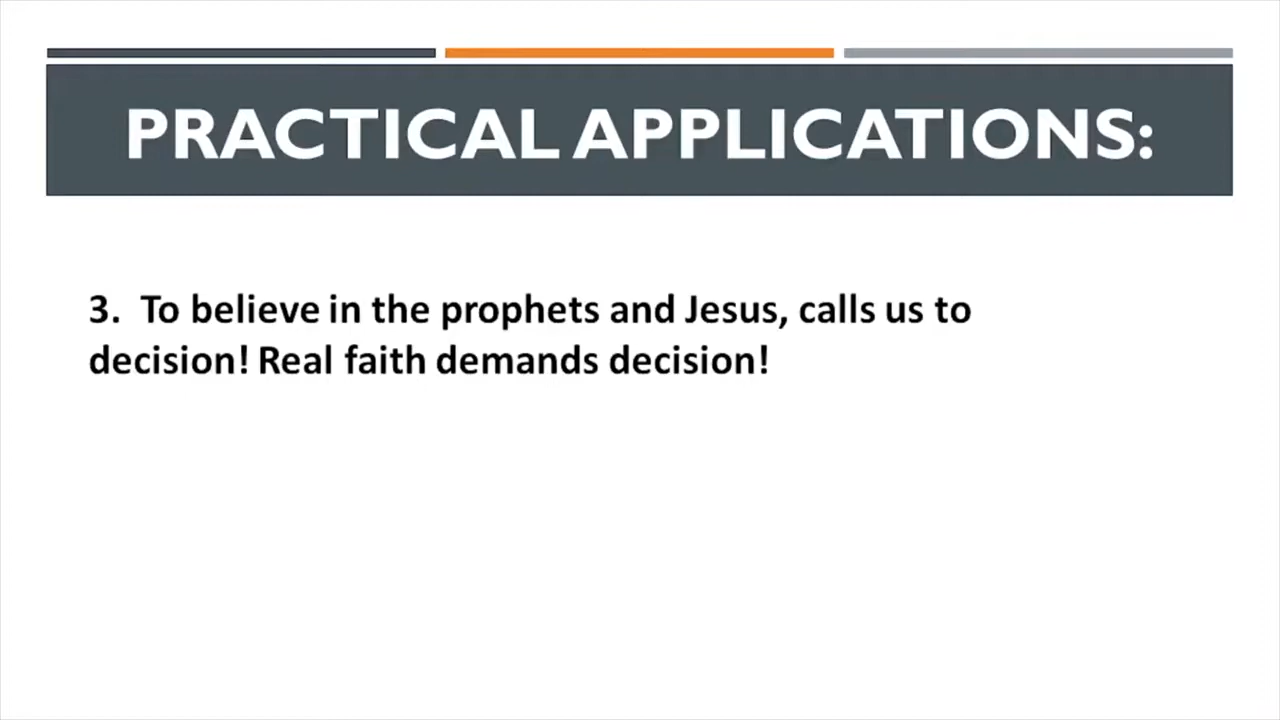 PRACTICAL APPLICATIONS:
3. To believe in the prophets and Jesus, calls us to
decision! Real faith demands decision!